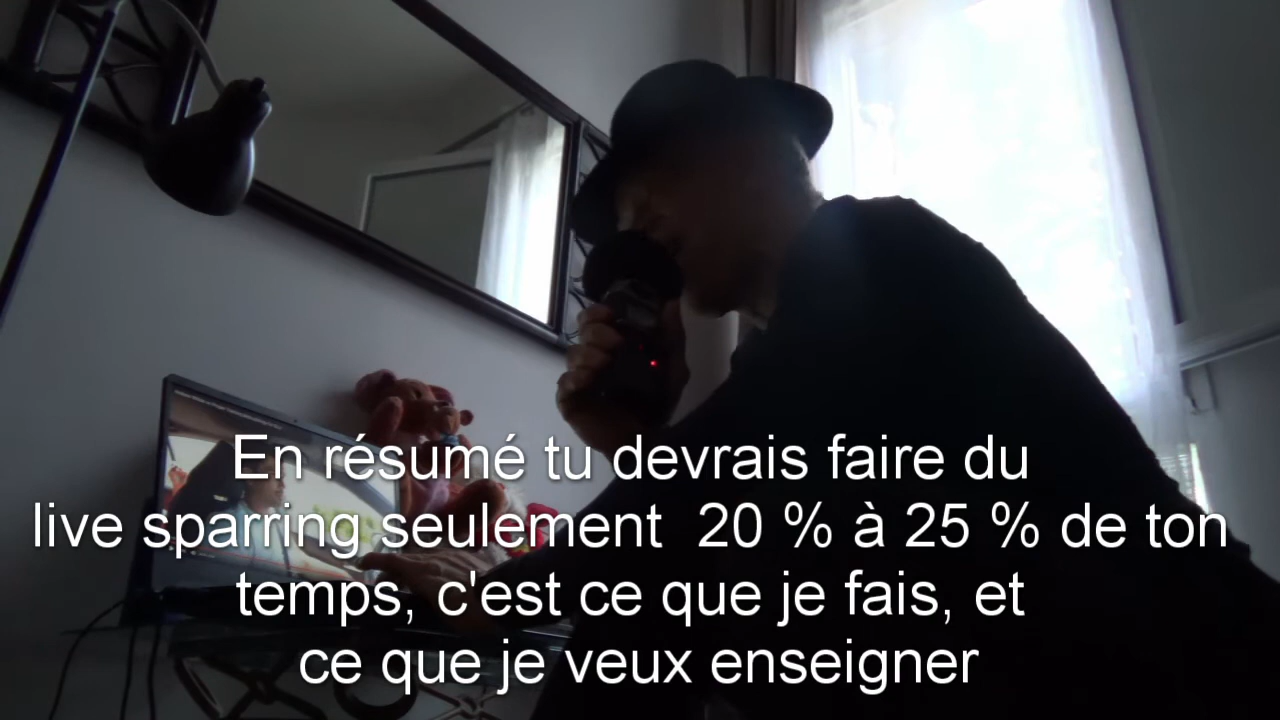 En résumé tu devrais faire du
live sparring seulement  20 % à 25 % de ton
temps, c'est ce que je fais, et
ce que je veux enseigner